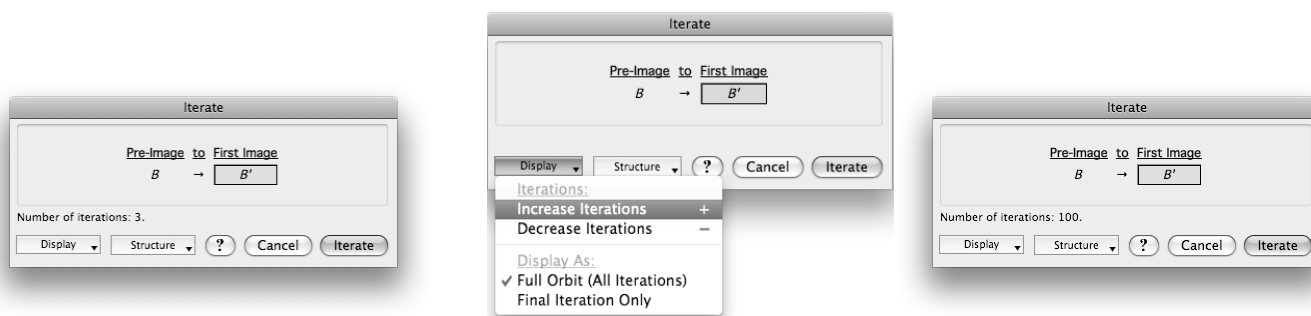 Iterate
Pre-Image to First Image
B → B'
Number of iterations: 3.
Display Structure ? Cancel Iterate
Iterate
Pre-Image to First Image
B → B'
Display Structure ? Cancel Iterate
Iterations:
Increase Iterations +
Decrease Iterations −
Display As:
✓ Full Orbit (All Iterations)
Final Iteration Only
Iterate
Pre-Image to First Image
B → B'
Number of iterations: 100.
Display Structure ? Cancel Iterate